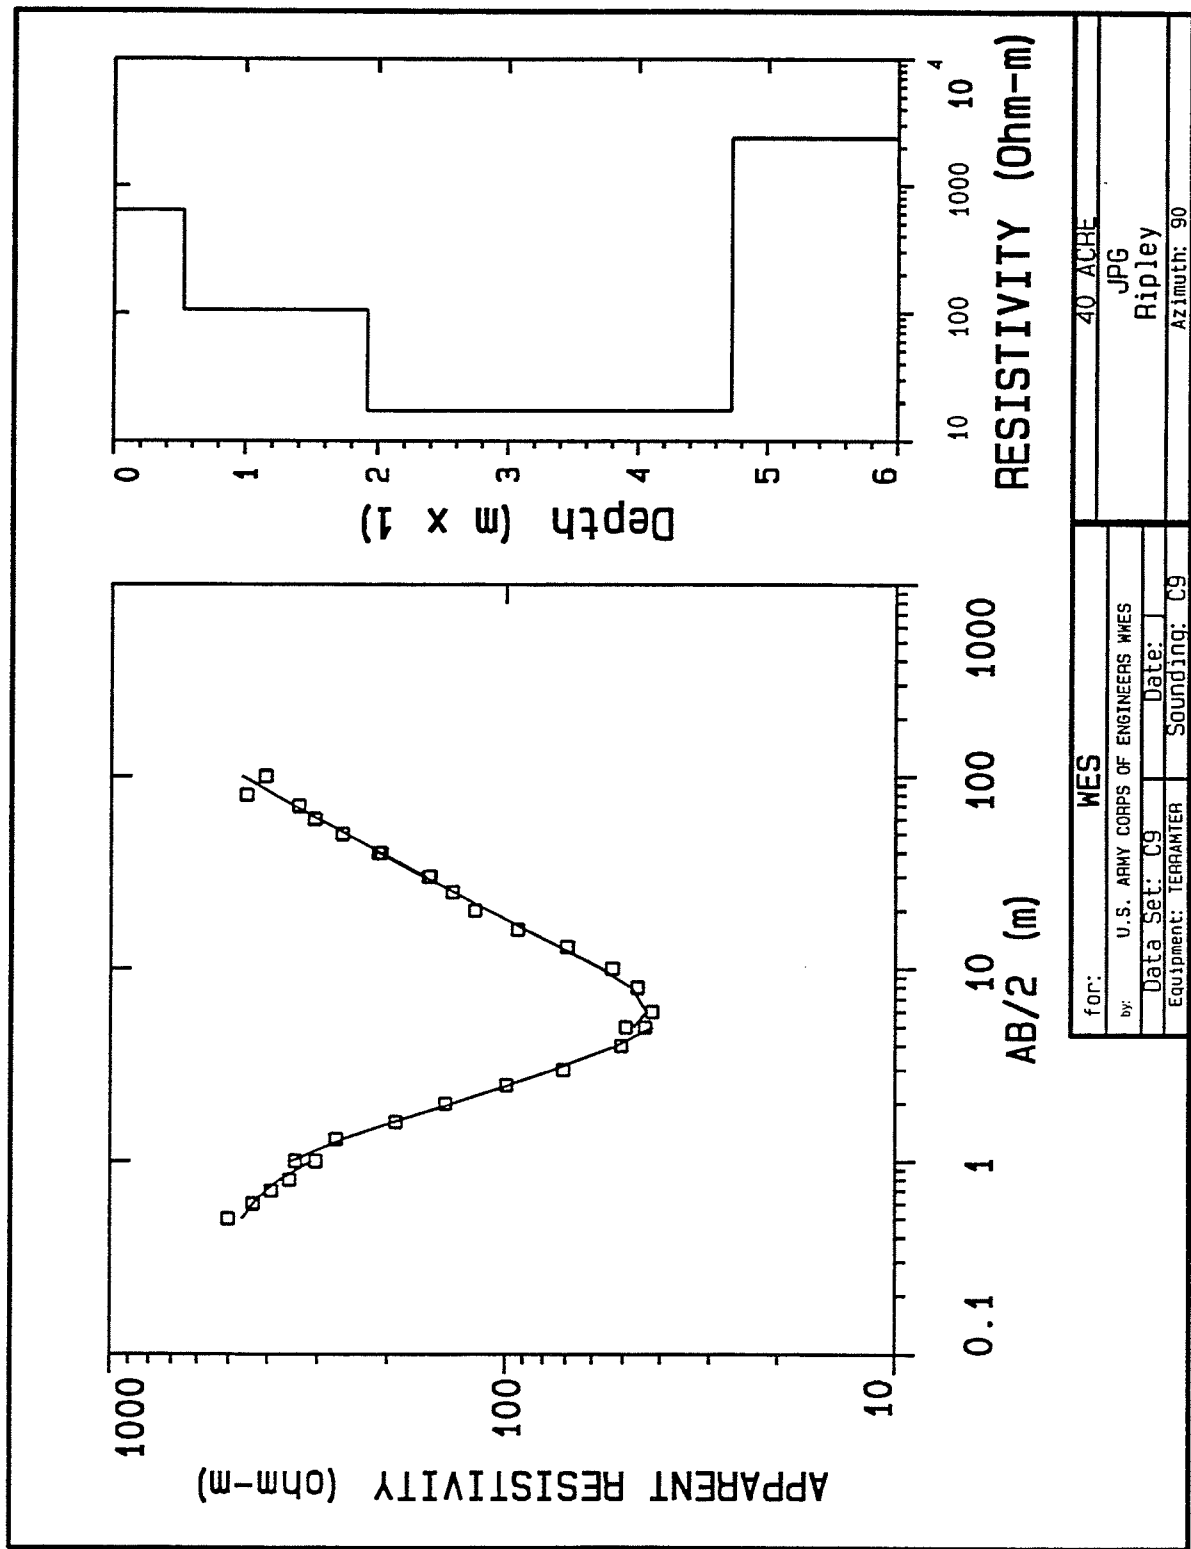 APPARENT RESISTIVITY (ohm-m)
1000
100
10
0.1
1
10
100
1000
AB/2 (m)
Depth (m x 1)
0
1
2
3
4
5
6
10
100
1000
10 4
RESISTIVITY (Ohm-m)
for: WES
by: U.S. ARMY CORPS OF ENGINEERS WWES
Data Set: C9 Date:
Equipment: TERRAMTER Sounding: C9
40 ACRE
JPG
Ripley
Azimuth: 90